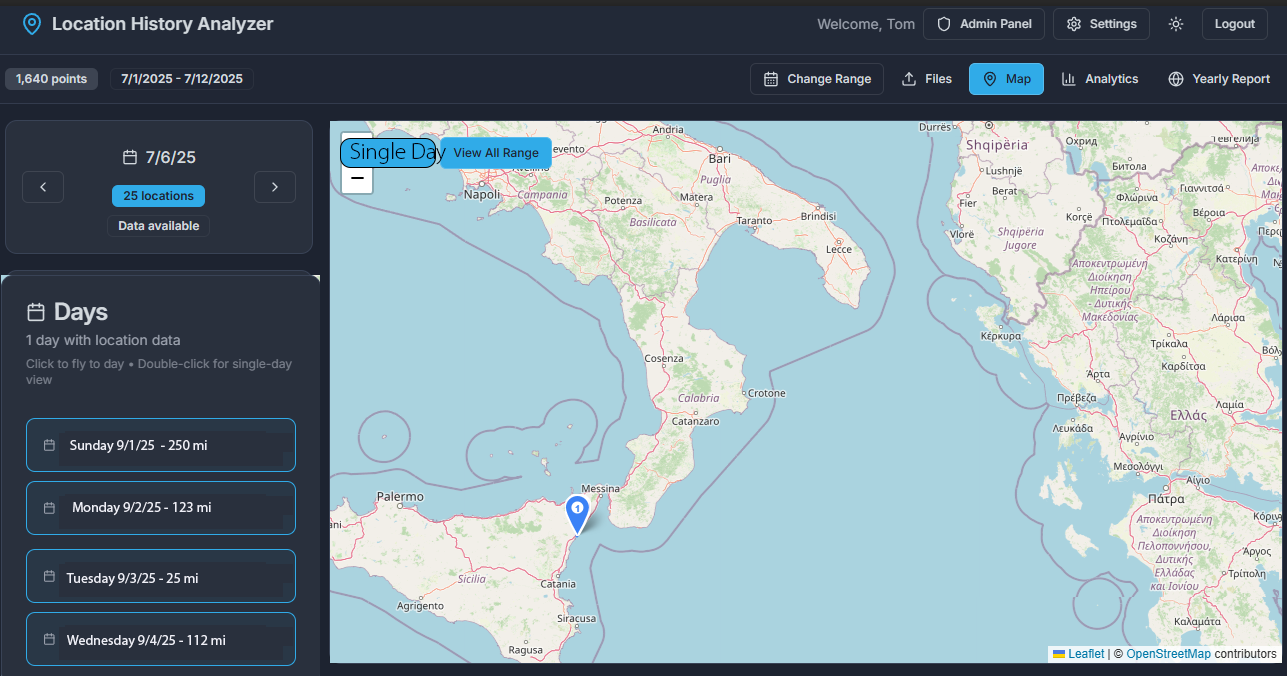 Location History Analyzer
Welcome, Tom
Admin Panel
Settings
Logout
1,640 points
7/1/2025 - 7/12/2025
Change Range
Files
Map
Analytics
Yearly Report
7/6/25
25 locations
Data available
Days
1 day with location data
Click to fly to day • Double-click for single-day
view
Sunday 9/1/25 - 250 mi
Monday 9/2/25 - 123 mi
Tuesday 9/3/25 - 25 mi
Wednesday 9/4/25 - 112 mi
Single Day
View All Range
−
Andria
Bari
Puglia
Napoli
Campania
Potenza
Matera
Basilicata
Taranto
Brindisi
Lecce
Cosenza
Calabria
Crotone
Catanzaro
Messina
1
Palermo
Sicilia
Catania
Agrigento
Siracusa
Ragusa
Durrës
Shqipëria
Охрид
Lushnjë
Битола
Berat
Fier
Φλώρινα
Γιαννιτσά
Korçë
Πτολεμαΐδα
Βέροια
Vlorë
Shqipëria
Jugore
Κοζάνη
Κατερίνη
Αποκεντρωμένη
Διοίκηση
Ηπείρου
- Δυτικής
Μακεδονίας
Κέρκυρα
Λάρισα
Τρίκαλα
Καρδίτσα
Άρτα
Πρέβεζα
Λαμία
Ελλάς
Λευκάδα
Αγρίνιο
Μεσολόγγι
Αίγιο
Πάτρα
Αποκεντρωμένη
Διοίκηση
Πελοποννήσου,
Δυτικής
Ελλάδας
και Ιονίου
Άργος
Τρίπολη
Καλαμάτα
Leaflet | © OpenStreetMap contributors